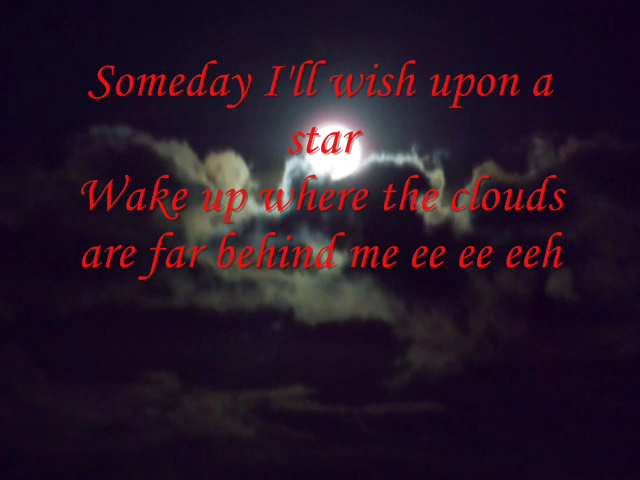 Someday I'll wish upon a
star
Wake up where the clouds
are far behind me ee ee eeh